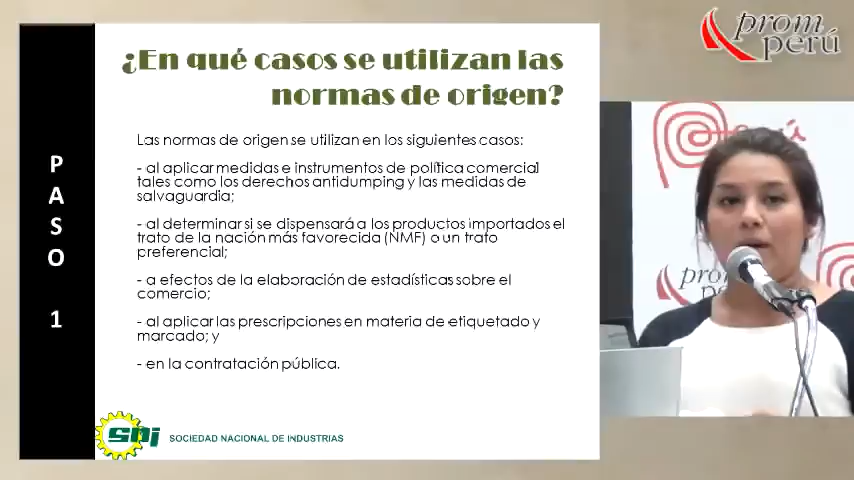 ¿En qué casos se utilizan las
normas de origen?
Las normas de origen se utilizan en los siguientes casos:
- al aplicar medidas e instrumentos de política comercial
tales como los derechos antidumping y las medidas de
salvaguardia;
- al determinar si se dispensará a los productos importados el
trato de la nación más favorecida (NMF) o un trato
preferencial;
- a efectos de la elaboración de estadísticas sobre el
comercio;
- al aplicar las prescripciones en materia de etiquetado y
marcado; y
- en la contratación pública.
PASO 1
sni SOCIEDAD NACIONAL DE INDUSTRIAS
prom
perú
Perú
prom